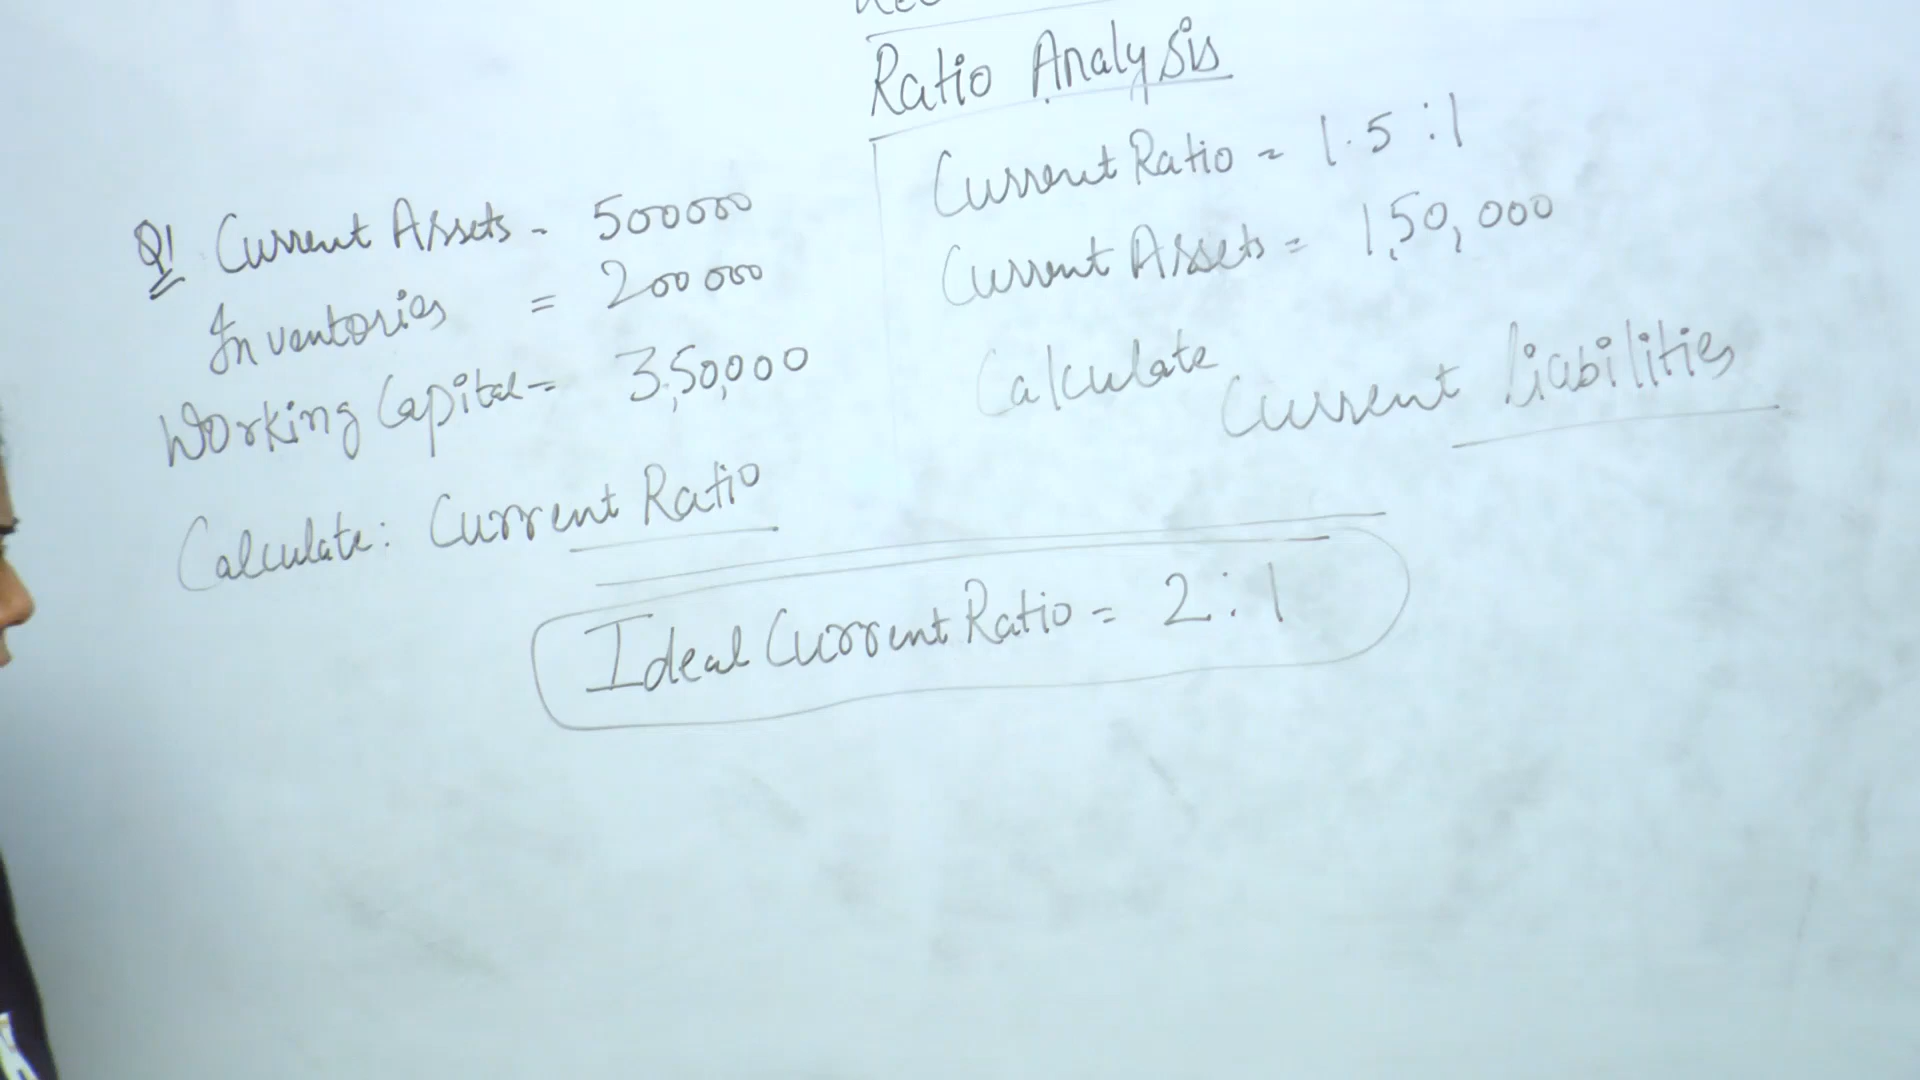 Ratio Analysis
Q1 Current Assets - 500000
Inventories = 200000
Working Capital = 3,50,000
Calculate: Current Ratio
Current Ratio = 1.5:1
Current Assets = 1,50,000
Calculate Current liabilities
Ideal Current Ratio = 2:1